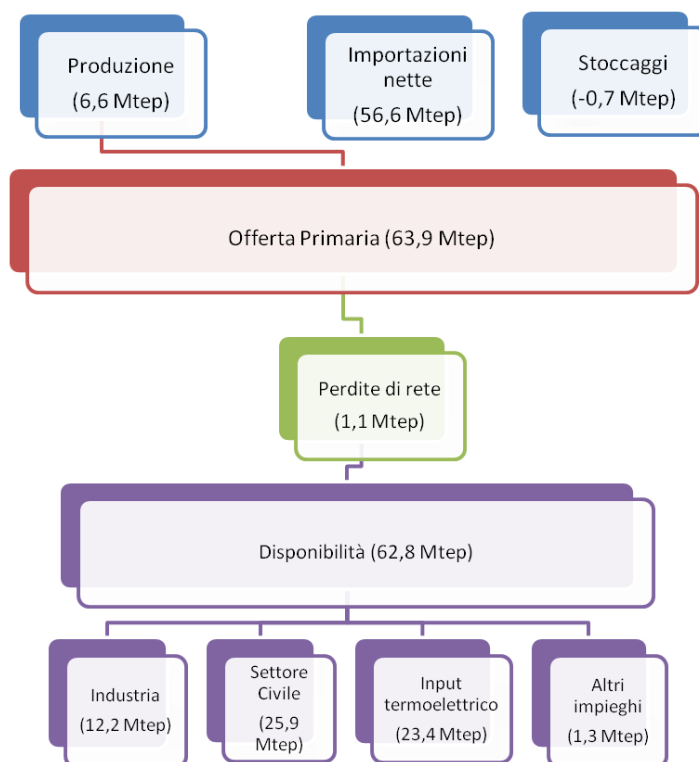 Produzione
(6,6 Mtep)
Importazioni
nette
(56,6 Mtep)
Stoccaggi
(-0,7 Mtep)
Offerta Primaria (63,9 Mtep)
Perdite di rete
(1,1 Mtep)
Disponibilità (62,8 Mtep)
Industria
(12,2 Mtep)
Settore
Civile
(25,9
Mtep)
Input
termoelettrico
(23,4 Mtep)
Altri
impieghi
(1,3 Mtep)